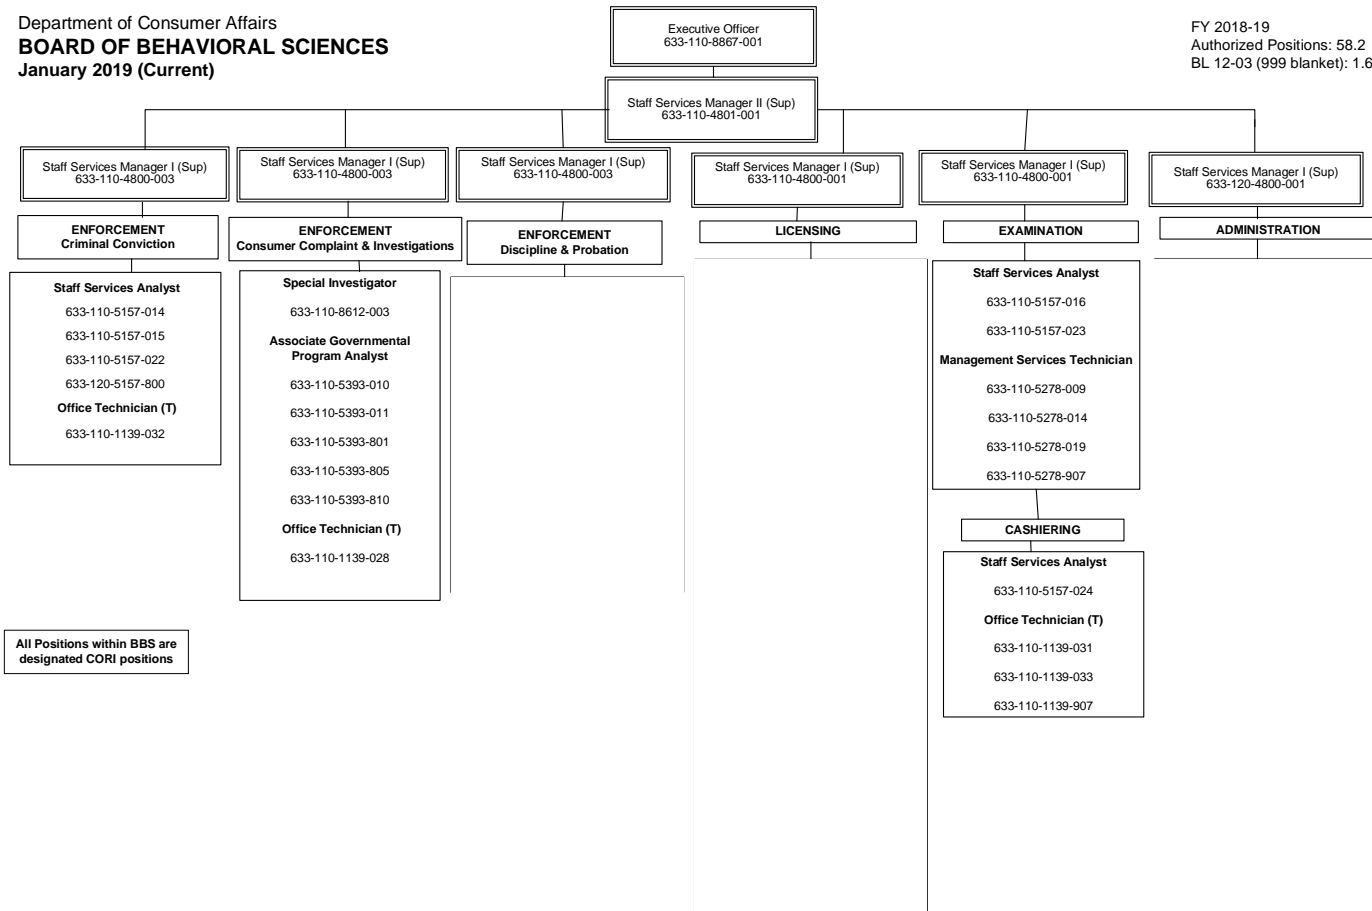 Department of Consumer Affairs
BOARD OF BEHAVIORAL SCIENCES
January 2019 (Current)
Executive Officer
633-110-8867-001
FY 2018-19
Authorized Positions: 58.2
BL 12-03 (999 blanket): 1.6
Staff Services Manager II (Sup)
633-110-4801-001
Staff Services Manager I (Sup)
633-110-4800-003
Staff Services Manager I (Sup)
633-110-4800-003
Staff Services Manager I (Sup)
633-110-4800-003
Staff Services Manager I (Sup)
633-110-4800-001
Staff Services Manager I (Sup)
633-110-4800-001
Staff Services Manager I (Sup)
633-120-4800-001
ENFORCEMENT
Criminal Conviction
ENFORCEMENT
Consumer Complaint & Investigations
ENFORCEMENT
Discipline & Probation
LICENSING
EXAMINATION
ADMINISTRATION
Staff Services Analyst
633-110-5157-014
633-110-5157-015
633-110-5157-022
633-120-5157-800
Office Technician (T)
633-110-1139-032
Special Investigator
633-110-8612-003
Associate Governmental
Program Analyst
633-110-5393-010
633-110-5393-011
633-110-5393-801
633-110-5393-805
633-110-5393-810
Office Technician (T)
633-110-1139-028
Staff Services Analyst
633-110-5157-016
633-110-5157-023
Management Services Technician
633-110-5278-009
633-110-5278-014
633-110-5278-019
633-110-5278-907
CASHIERING
Staff Services Analyst
633-110-5157-024
Office Technician (T)
633-110-1139-031
633-110-1139-033
633-110-1139-907
All Positions within BBS are
designated CORI positions